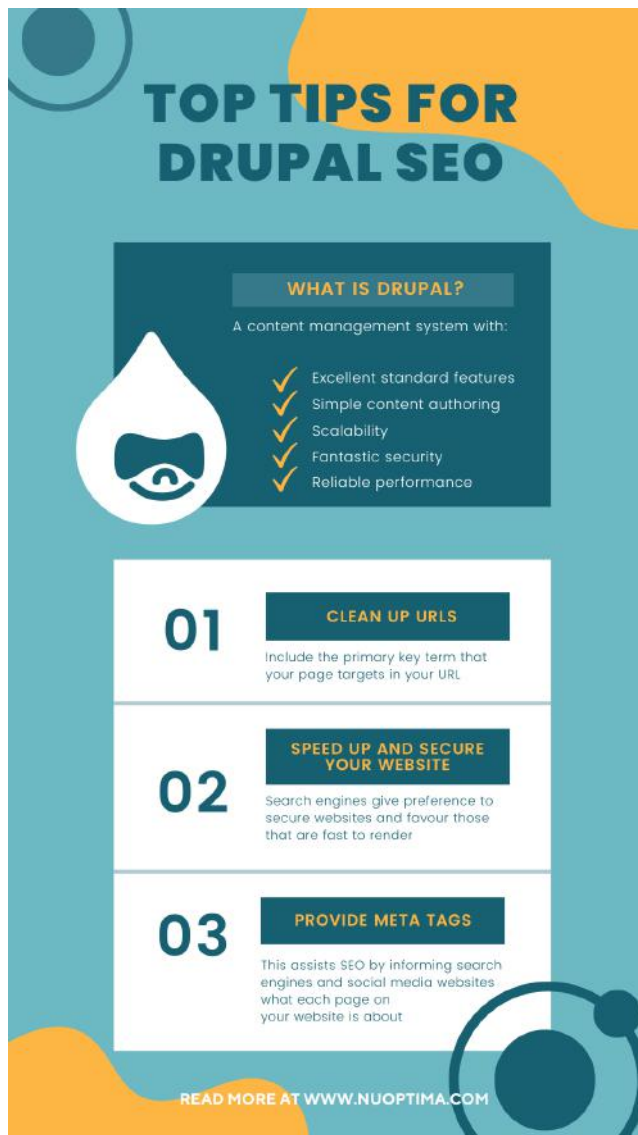 TOP TIPS FOR
DRUPAL SEO
WHAT IS DRUPAL?
A content management system with:
Excellent standard features
Simple content authoring
Scalability
Fantastic security
Reliable performance
01
CLEAN UP URLS
Include the primary key term that
your page targets in your URL
02
SPEED UP AND SECURE
YOUR WEBSITE
Search engines give preference to
secure websites and favour those
that are fast to render
03
PROVIDE META TAGS
This assists SEO by informing search
engines and social media websites
what each page on
your website is about
READ MORE AT WWW.NUOPTIMA.COM